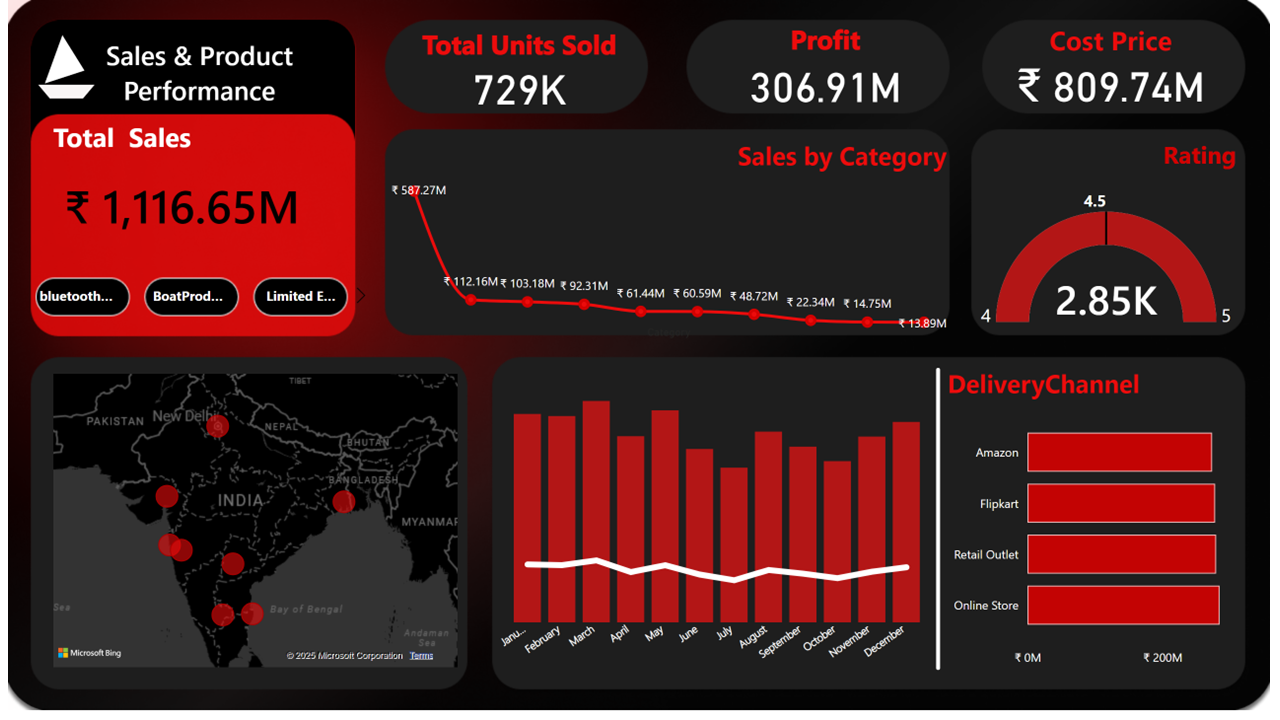 Sales & Product
Performance
Total Sales
₹ 1,116.65M
bluetooth...
BoatProd...
Limited E...
Total Units Sold
729K
Profit
306.91M
Cost Price
₹ 809.74M
Sales by Category
₹ 587.27M
₹ 112.16M
₹ 103.18M
₹ 92.31M
₹ 61.44M
₹ 60.59M
₹ 48.72M
₹ 22.34M
₹ 14.75M
₹ 13.89M
Category
Rating
4.5
2.85K
4
5
TIBET
PAKISTAN
New Delhi
NEPAL
BHUTAN
BANGLADESH
INDIA
MYANMAR
Sea
Bay of Bengal
Andaman
Sea
Microsoft Bing
© 2025 Microsoft Corporation Terms
Janu...
February
March
April
May
June
July
August
September
October
November
December
DeliveryChannel
Amazon
Flipkart
Retail Outlet
Online Store
₹ 0M
₹ 200M